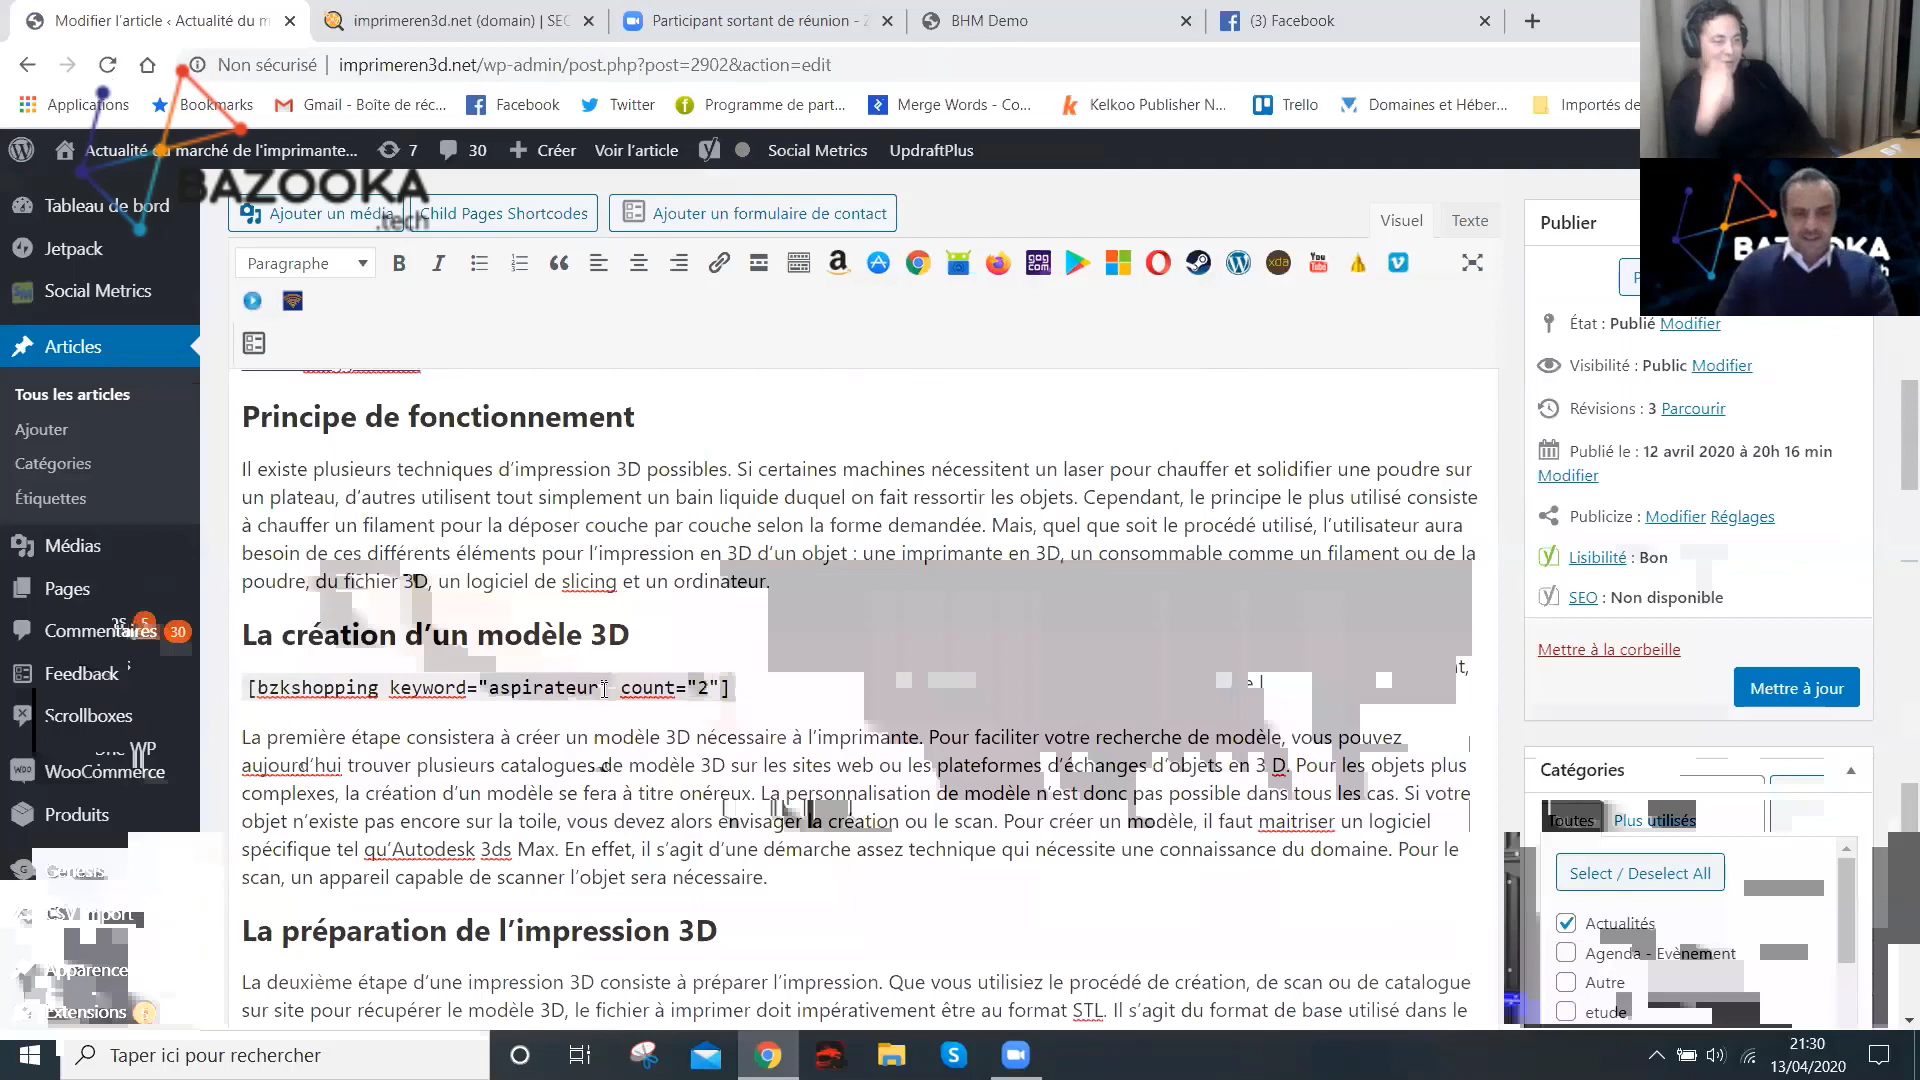 Modifier l'article ‹ Actualité du m
imprimeren3d.net (domain) | SEC
Participant sortant de réunion - Z
BHM Demo
(3) Facebook
Non sécurisé
imprimeren3d.net/wp-admin/post.php?post=2902&action=edit
Applications
Bookmarks
Gmail - Boîte de réc...
Facebook
Twitter
Programme de part...
Merge Words - Co...
Kelkoo Publisher N...
Trello
Domaines et Héber...
Importés de
Actualité du marché de l'imprimante...
7
30
Créer
Voir l'article
Social Metrics
UpdraftPlus
BAZOOKA
.tech
Tableau de bord
Jetpack
Social Metrics
Articles
Tous les articles
Ajouter
Catégories
Étiquettes
Médias
Pages
Commentaires
30
Feedback
Scrollboxes
WP
WooCommerce
Produits
Genesis
CSV Import
Apparence
Extensions
Ajouter un média
Child Pages Shortcodes
Ajouter un formulaire de contact
Visuel
Texte
Paragraphe
Principe de fonctionnement
Il existe plusieurs techniques d'impression 3D possibles. Si certaines machines nécessitent un laser pour chauffer et solidifier une poudre sur
un plateau, d'autres utilisent tout simplement un bain liquide duquel on fait ressortir les objets. Cependant, le principe le plus utilisé consiste
à chauffer un filament pour la déposer couche par couche selon la forme demandée. Mais, quel que soit le procédé utilisé, l'utilisateur aura
besoin de ces différents éléments pour l'impression en 3D d'un objet : une imprimante en 3D, un consommable comme un filament ou de la
poudre, du fichier 3D, un logiciel de slicing et un ordinateur.
La création d'un modèle 3D
[bzkshopping keyword="aspirateur" count="2"]
La première étape consistera à créer un modèle 3D nécessaire à l'imprimante. Pour faciliter votre recherche de modèle, vous pouvez
aujourd'hui trouver plusieurs catalogues de modèle 3D sur les sites web ou les plateformes d'échanges d'objets en 3 D. Pour les objets plus
complexes, la création d'un modèle se fera à titre onéreux. La personnalisation de modèle n'est donc pas possible dans tous les cas. Si votre
objet n'existe pas encore sur la toile, vous devez alors envisager la création ou le scan. Pour créer un modèle, il faut maitriser un logiciel
spécifique tel qu'Autodesk 3ds Max. En effet, il s'agit d'une démarche assez technique qui nécessite une connaissance du domaine. Pour le
scan, un appareil capable de scanner l'objet sera nécessaire.
La préparation de l'impression 3D
La deuxième étape d'une impression 3D consiste à préparer l'impression. Que vous utilisiez le procédé de création, de scan ou de catalogue
sur site pour récupérer le modèle 3D, le fichier à imprimer doit impérativement être au format STL. Il s'agit du format de base utilisé dans le
Publier
État : Publié Modifier
Visibilité : Public Modifier
Révisions : 3 Parcourir
Publié le : 12 avril 2020 à 20h 16 min
Modifier
Publicize : Modifier Réglages
Lisibilité : Bon
SEO : Non disponible
Mettre à la corbeille
Mettre à jour
Catégories
Toutes
Plus utilisés
Select / Deselect All
Actualités
Agenda - Evènement
Autre
etude
Taper ici pour rechercher
21:30
13/04/2020